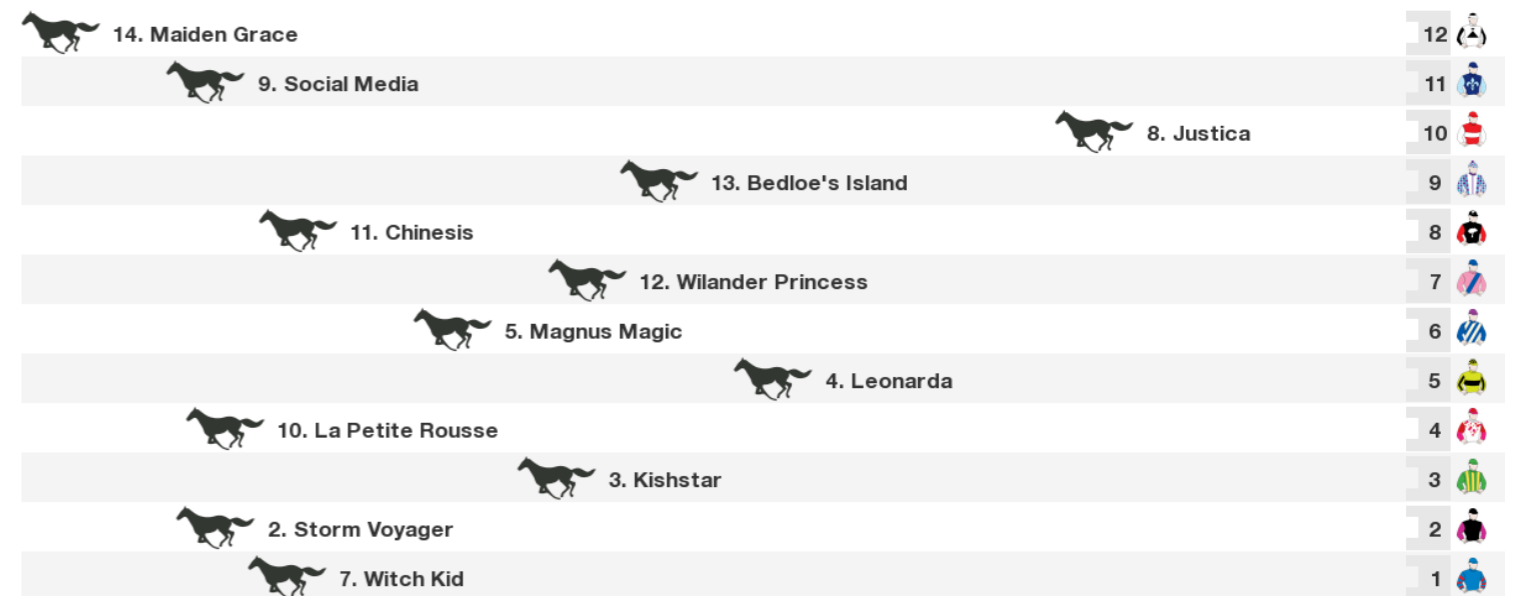 14. Maiden Grace 12
9. Social Media 11
8. Justica 10
13. Bedloe's Island 9
11. Chinesis 8
12. Wilander Princess 7
5. Magnus Magic 6
4. Leonarda 5
10. La Petite Rousse 4
3. Kishstar 3
2. Storm Voyager 2
7. Witch Kid 1